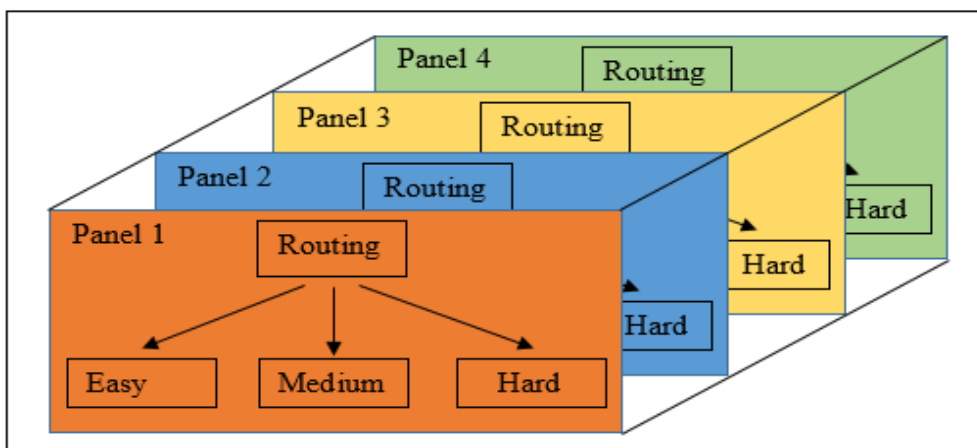 Panel 4
Routing
Panel 3
Routing
Panel 2
Routing
Hard
Panel 1
Routing
Hard
Hard
Easy
Medium
Hard